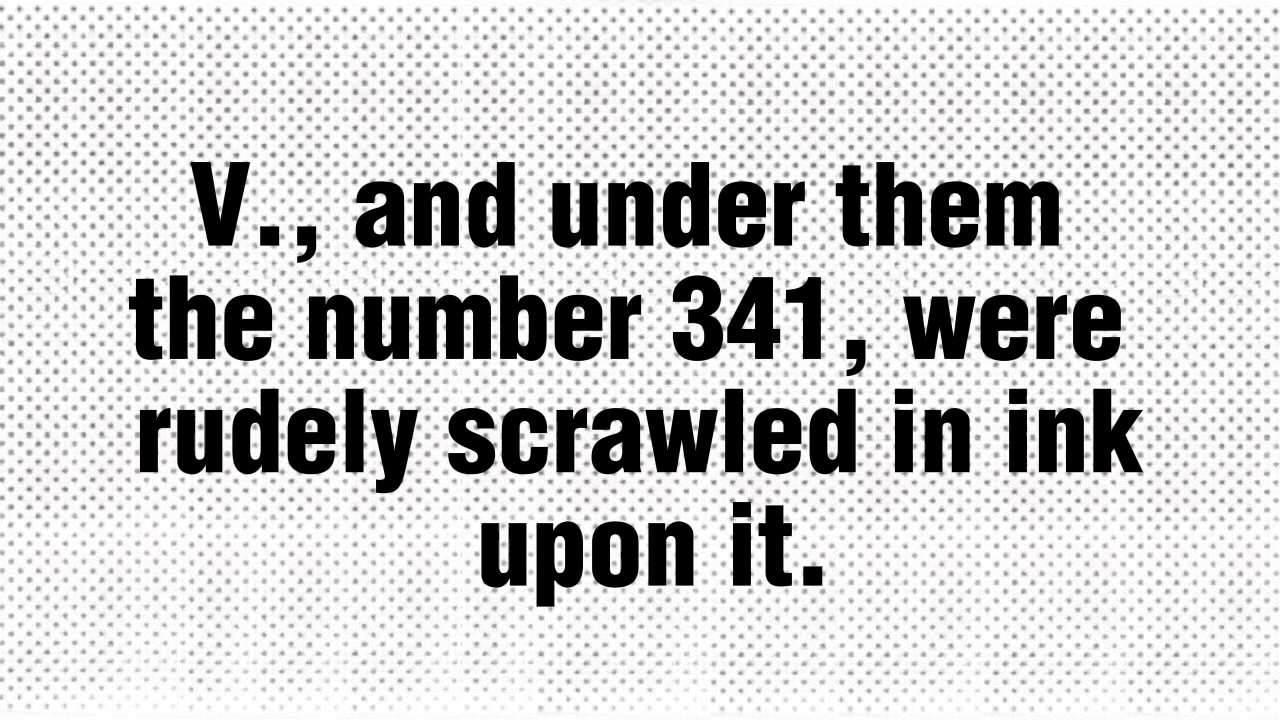 V., and under them
the number 341, were
rudely scrawled in ink
upon it.